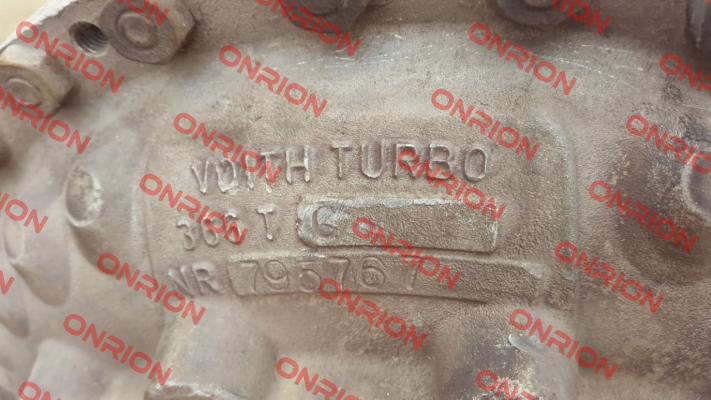 VOITH TURBO
366 T G
NR 795767
ONRION